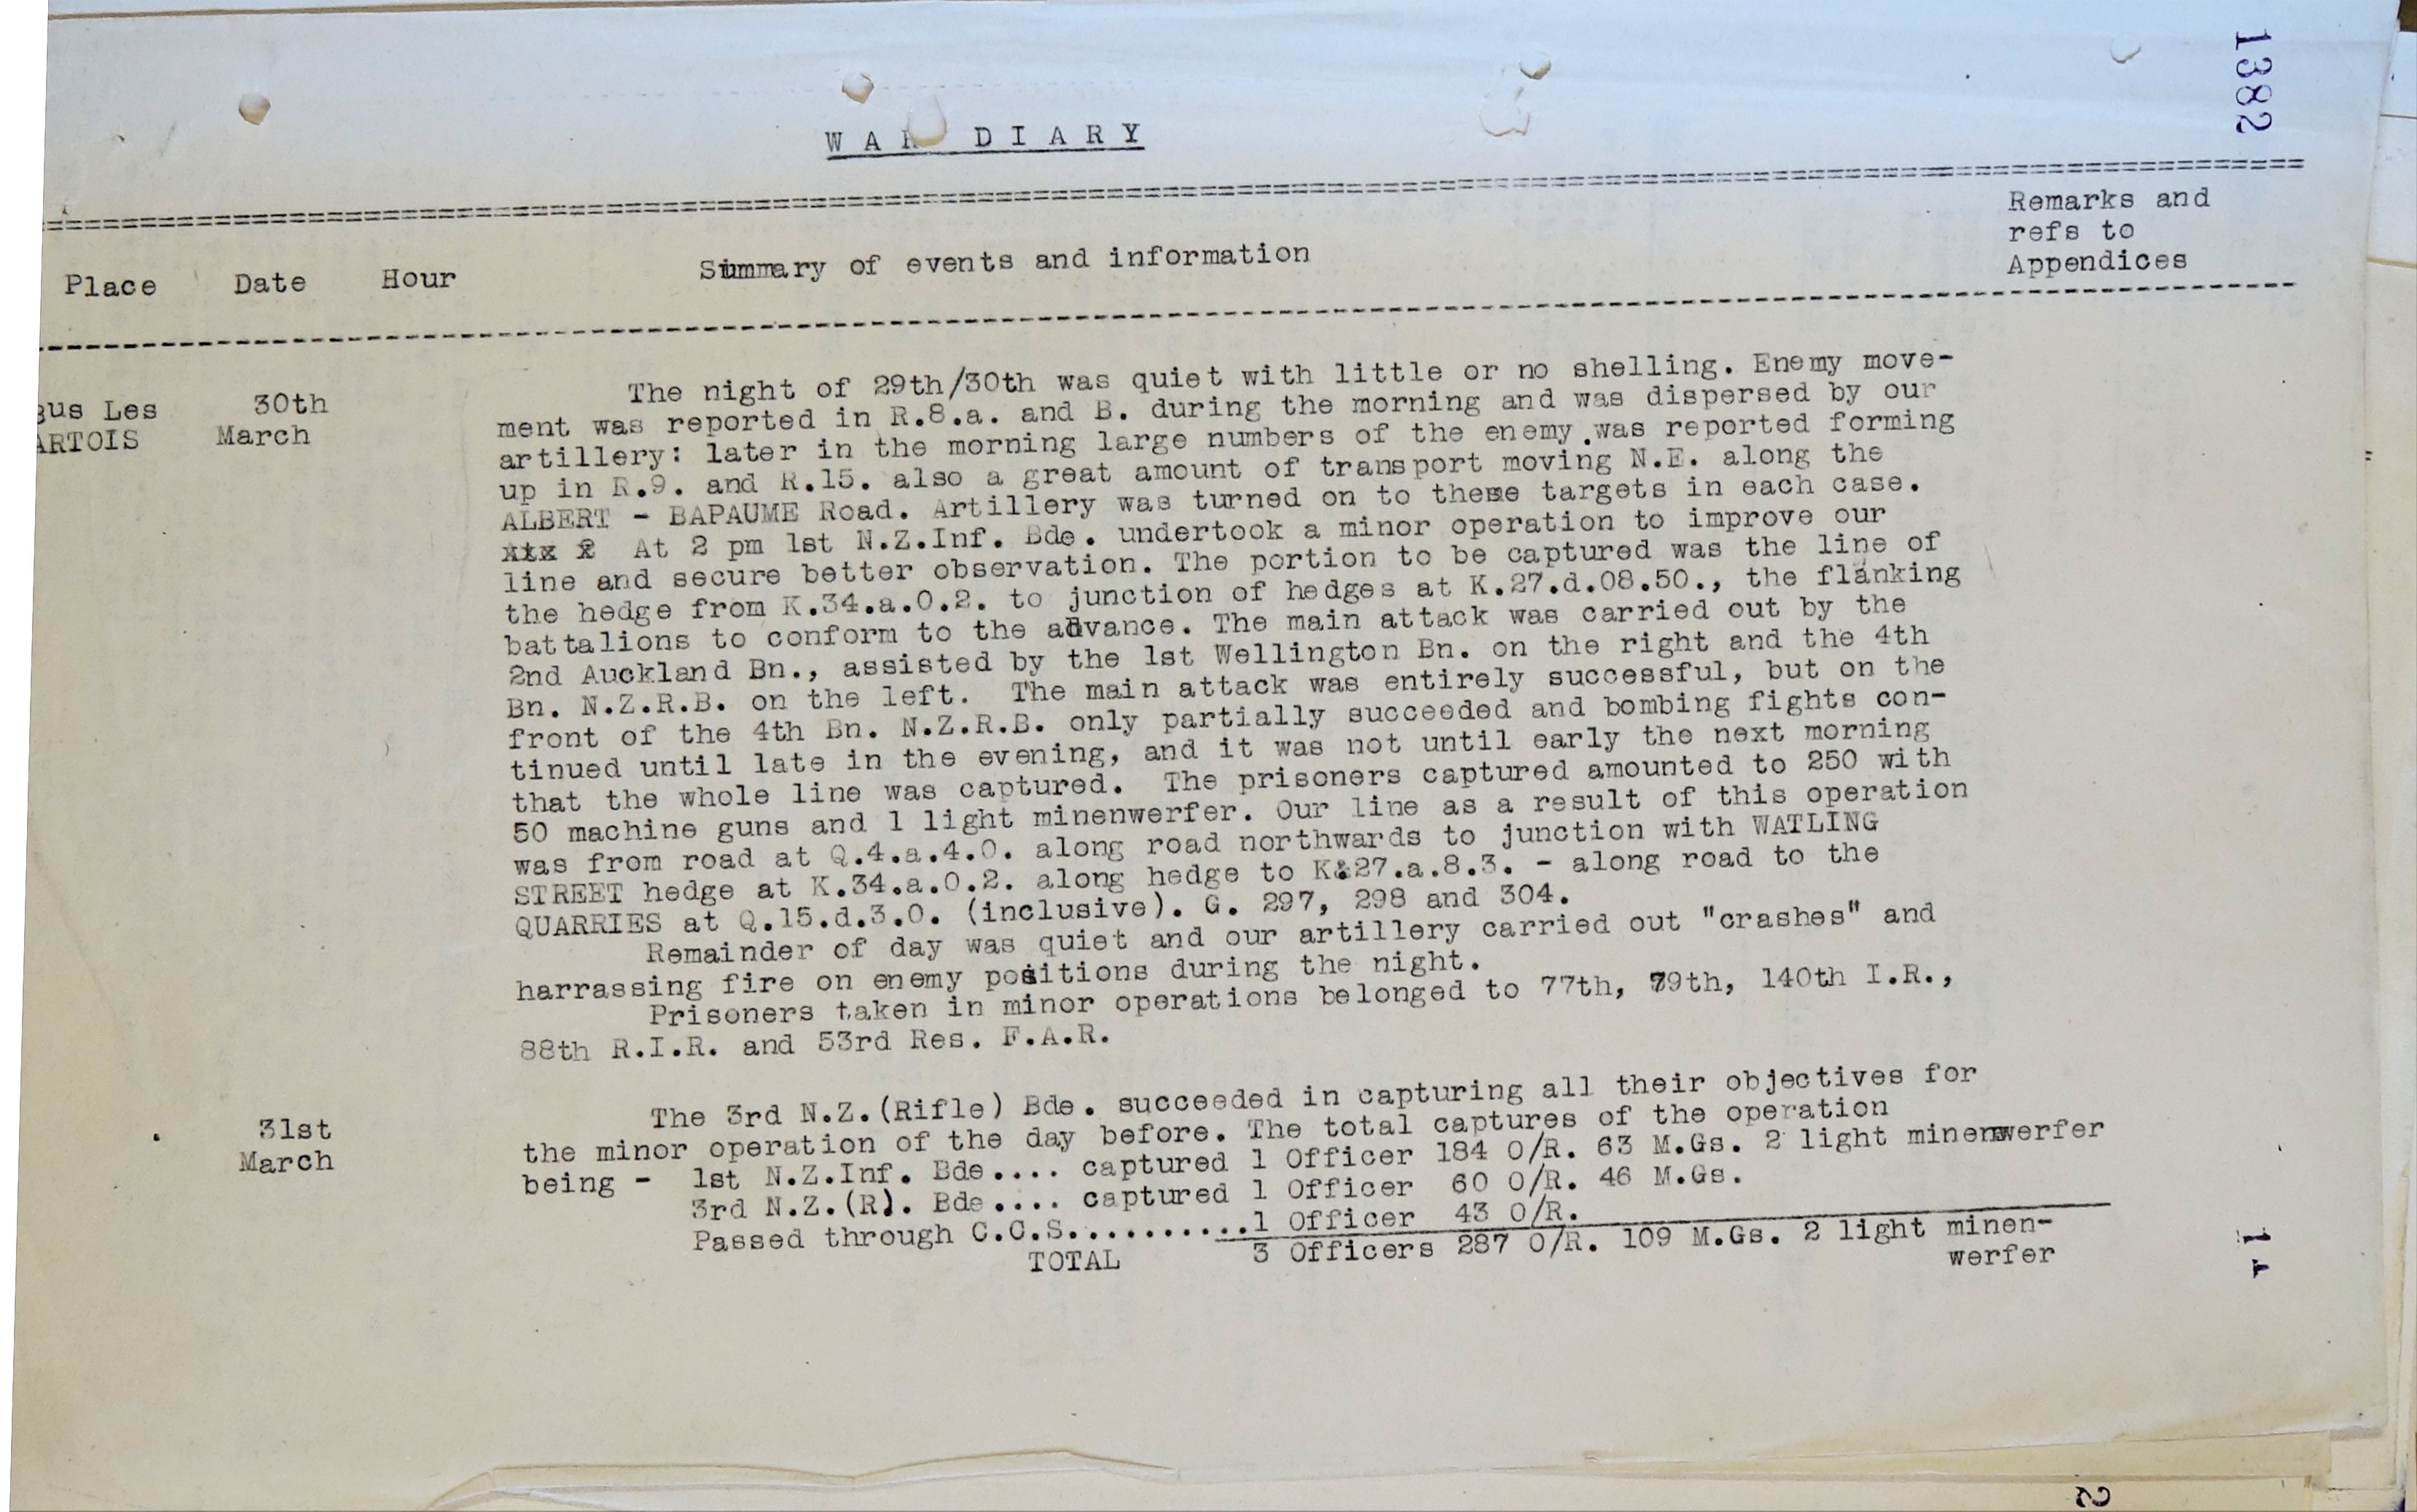 1382
WAR DIARY
Remarks and
refs to
Appendices
Place Date Hour Summary of events and information
The night of 29th/30th was quiet with little or no shelling. Enemy move-
gus Les 30th ment was reported in R.8.a. and B. during the morning and was dispersed by our
ARTOIS March artillery: later in the morning large numbers of the enemy was reported forming
up in R.9. and R.15. also a great amount of transport moving N.E. along the
ALBERT - BAPAUME Road. Artillery was turned on to these targets in each case.
At 2 pm 1st N.Z.Inf. Bde. undertook a minor operation to improve our
line and secure better observation. The portion to be captured was the line of
the hedge from K.34.a.0.2. to junction of hedges at K.27.d.08.50., the flanking
battalions to conform to the advance. The main attack was carried out by the
2nd Auckland Bn., assisted by the 1st Wellington Bn. on the right and the 4th
Bn. N.Z.R.B. on the left. The main attack was entirely successful, but on the
front of the 4th Bn. N.Z.R.B. only partially succeeded and bombing fights con-
tinued until late in the evening, and it was not until early the next morning
that the whole line was captured. The prisoners captured amounted to 250 with
50 machine guns and 1 light minenwerfer. Our line as a result of this operation
was from road at Q.4.a.4.0. along road northwards to junction with WATLING
STREET hedge at K.34.a.0.2. along hedge to K&27.a.8.3. - along road to the
QUARRIES at Q.15.d.3.0. (inclusive). G. 297, 298 and 304.
Remainder of day was quiet and our artillery carried out "crashes" and
harrassing fire on enemy positions during the night.
Prisoners taken in minor operations belonged to 77th, 79th, 140th I.R.,
88th R.I.R. and 53rd Res. F.A.R.
31st The 3rd N.Z.(Rifle) Bde. succeeded in capturing all their objectives for
March the minor operation of the day before. The total captures of the operation
being - 1st N.Z.Inf. Bde.... captured 1 Officer 184 O/R. 63 M.Gs. 2 light minenwerfer
3rd N.Z.(R). Bde.... captured 1 Officer 60 O/R. 46 M.Gs.
Passed through C.C.S..........1 Officer 43 O/R.
TOTAL 3 Officers 287 O/R. 109 M.Gs. 2 light minen-
werfer